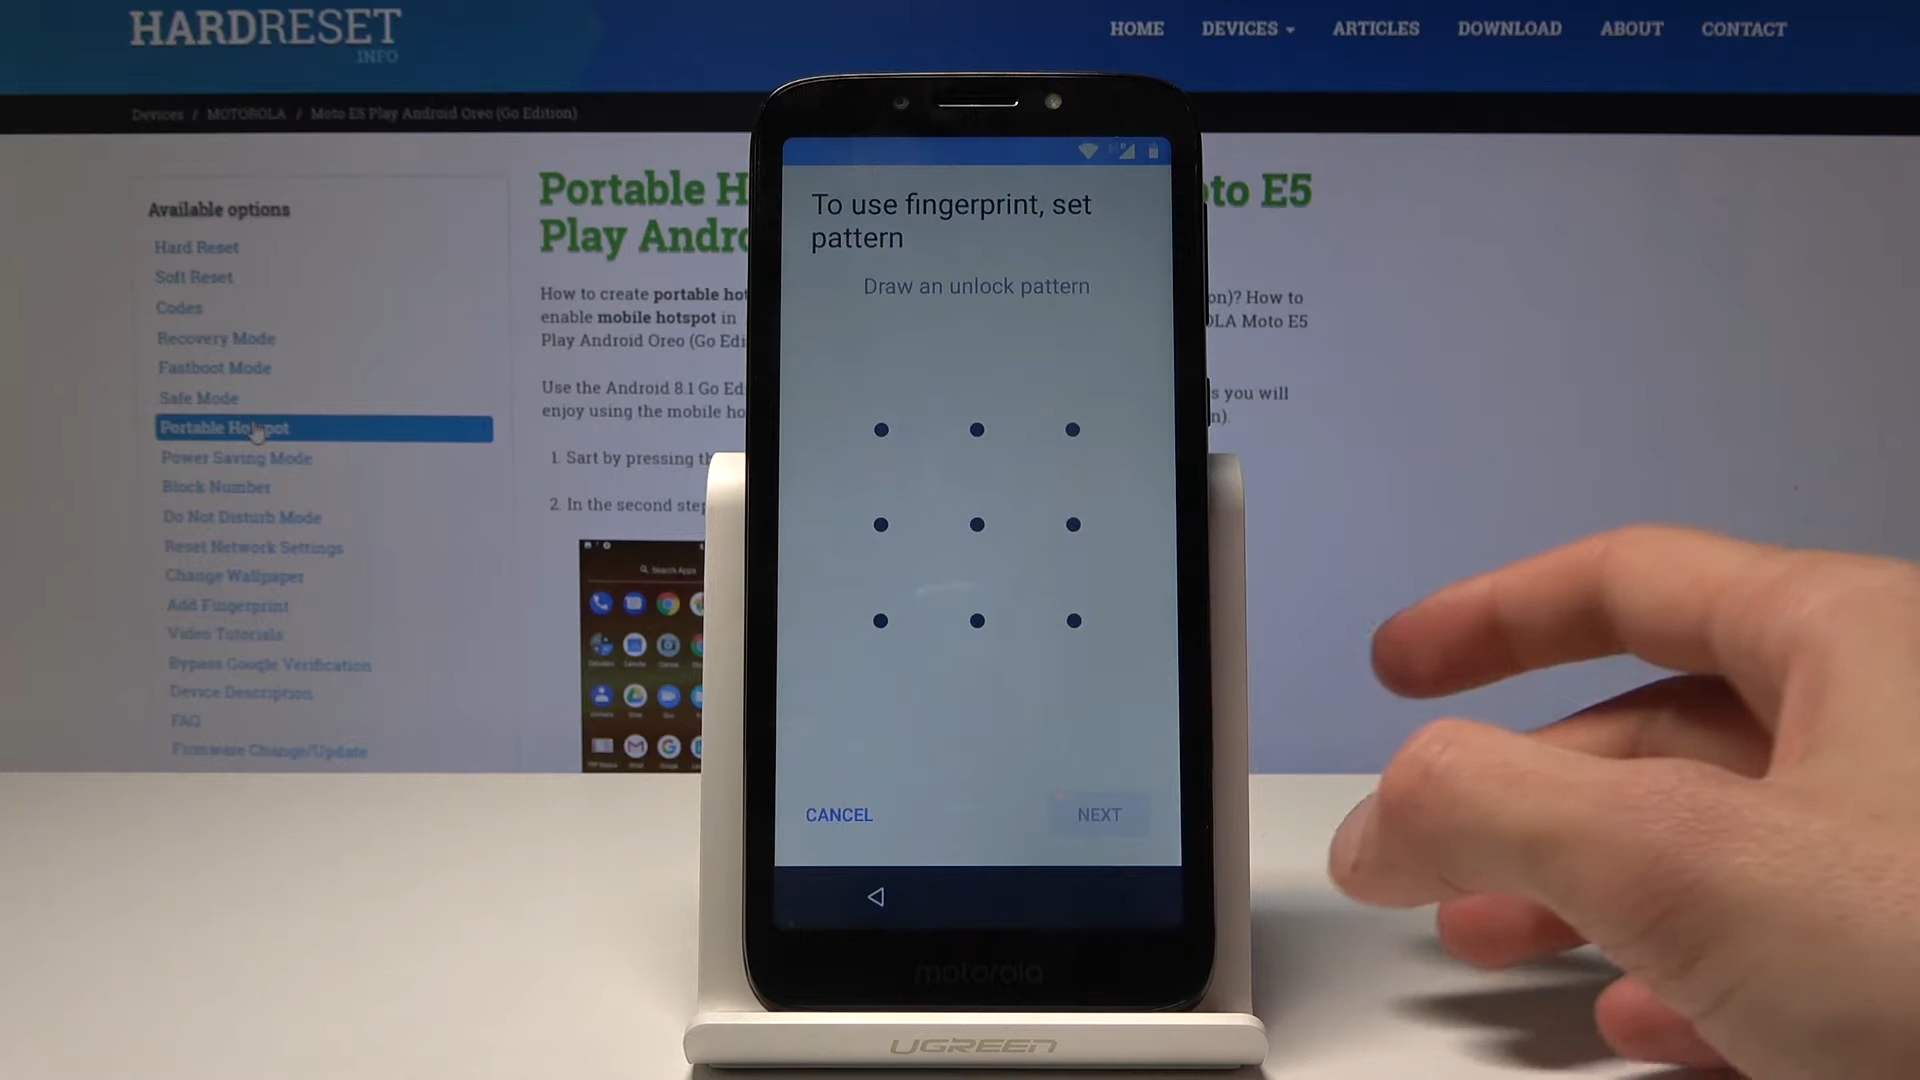 HARDRESET
.INFO
HOME DEVICES ARTICLES DOWNLOAD ABOUT CONTACT
Devices / MOTOROLA / Moto E5 Play Android Oreo (Go Edition)
Available options
Hard Reset
Soft Reset
Codes
Recovery Mode
Fastboot Mode
Safe Mode
Portable Hotspot
Power Saving Mode
Block Number
Do Not Disturb Mode
Reset Network Settings
Change Wallpaper
Add Fingerprint
Video Tutorials
Bypass Google Verification
Device Description
FAQ
Firmware Change/Update
Portable H oto E5
Play Andro
How to create portable hot on)? How to
enable mobile hotspot in OLA Moto E5
Play Android Oreo (Go Edi
Use the Android 8.1 Go Ed s you will
enjoy using the mobile ho n).
1. Sart by pressing th
2. In the second step
Search Apps
To use fingerprint, set
pattern
Draw an unlock pattern
CANCEL NEXT
motorola
UGREEN